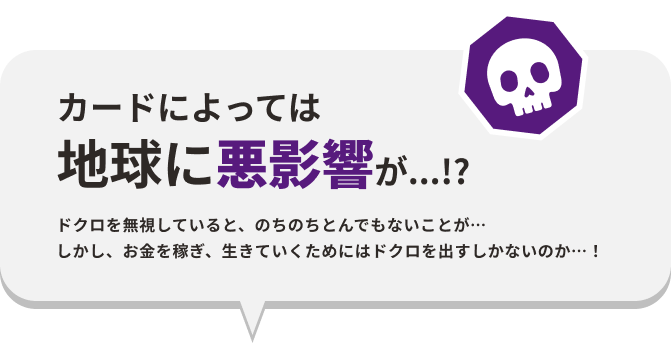 カードによっては
地球に悪影響が...!?
ドクロを無視していると、のちのちとんでもないことが…
しかし、お金を稼ぎ、生きていくためにはドクロを出すしかないのか…！